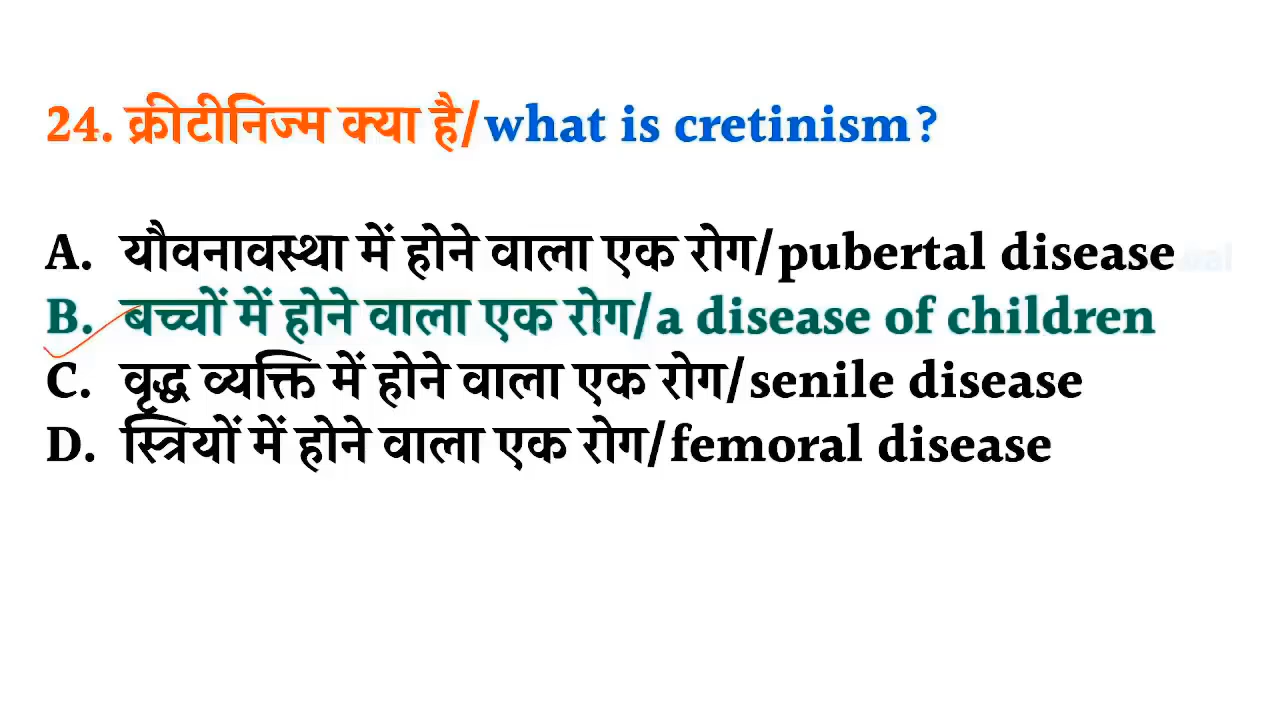 24. क्रीटीनिज्म क्या है/what is cretinism?
A. यौवनावस्था में होने वाला एक रोग/pubertal disease
B. बच्चों में होने वाला एक रोग/a disease of children
C. वृद्ध व्यक्ति में होने वाला एक रोग/senile disease
D. स्त्रियों में होने वाला एक रोग/femoral disease